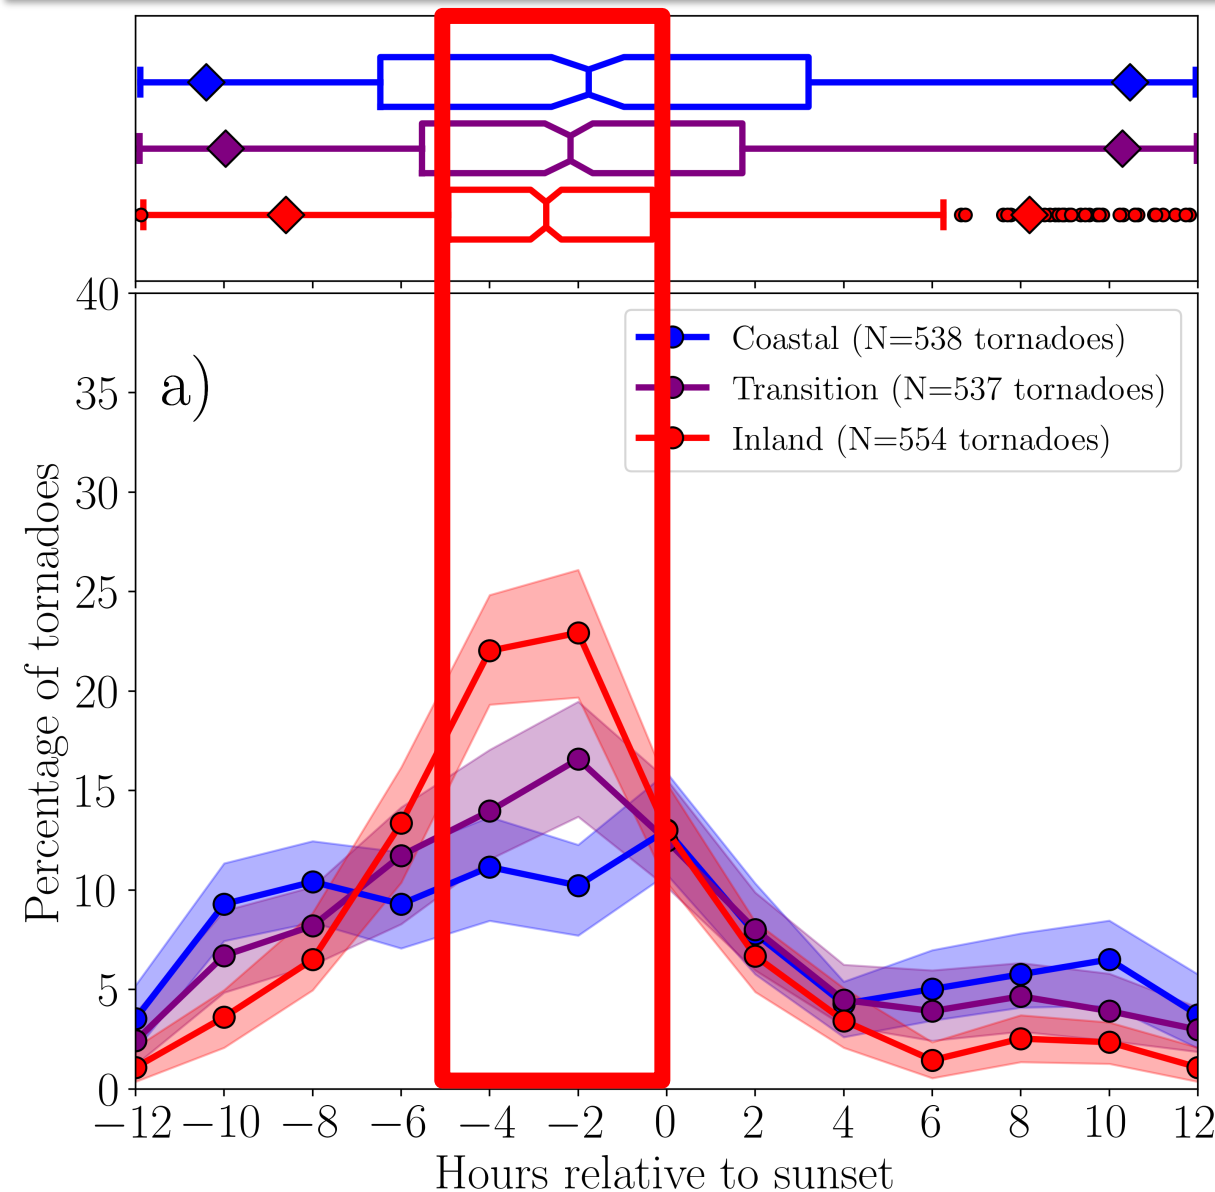 40
35
30
25
20
15
10
5
0
Percentage of tornadoes
a)
Coastal (N=538 tornadoes)
Transition (N=537 tornadoes)
Inland (N=554 tornadoes)
−12 −10 −8 −6 −4 −2 0 2 4 6 8 10 12
Hours relative to sunset